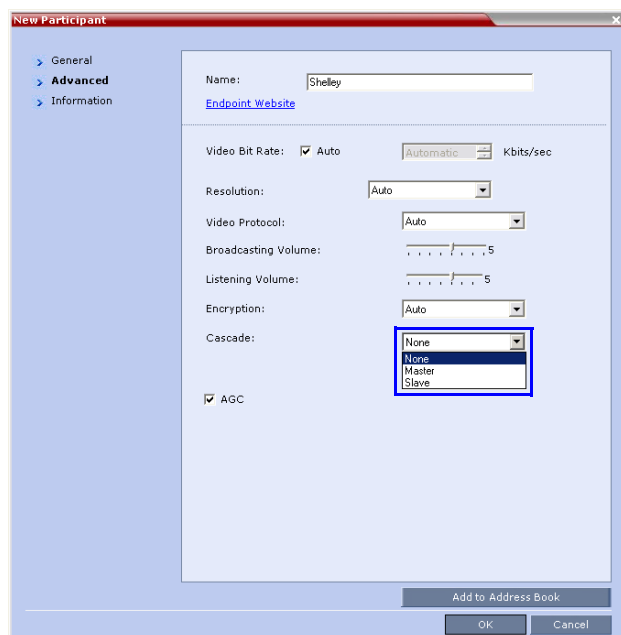 New Participant
General
Advanced
Information
Name: Shelley
Endpoint Website
Video Bit Rate: Auto Automatic Kbits/sec
Resolution: Auto
Video Protocol: Auto
Broadcasting Volume: 5
Listening Volume: 5
Encryption: Auto
Cascade: None
None
Master
Slave
AGC
Add to Address Book
OK Cancel